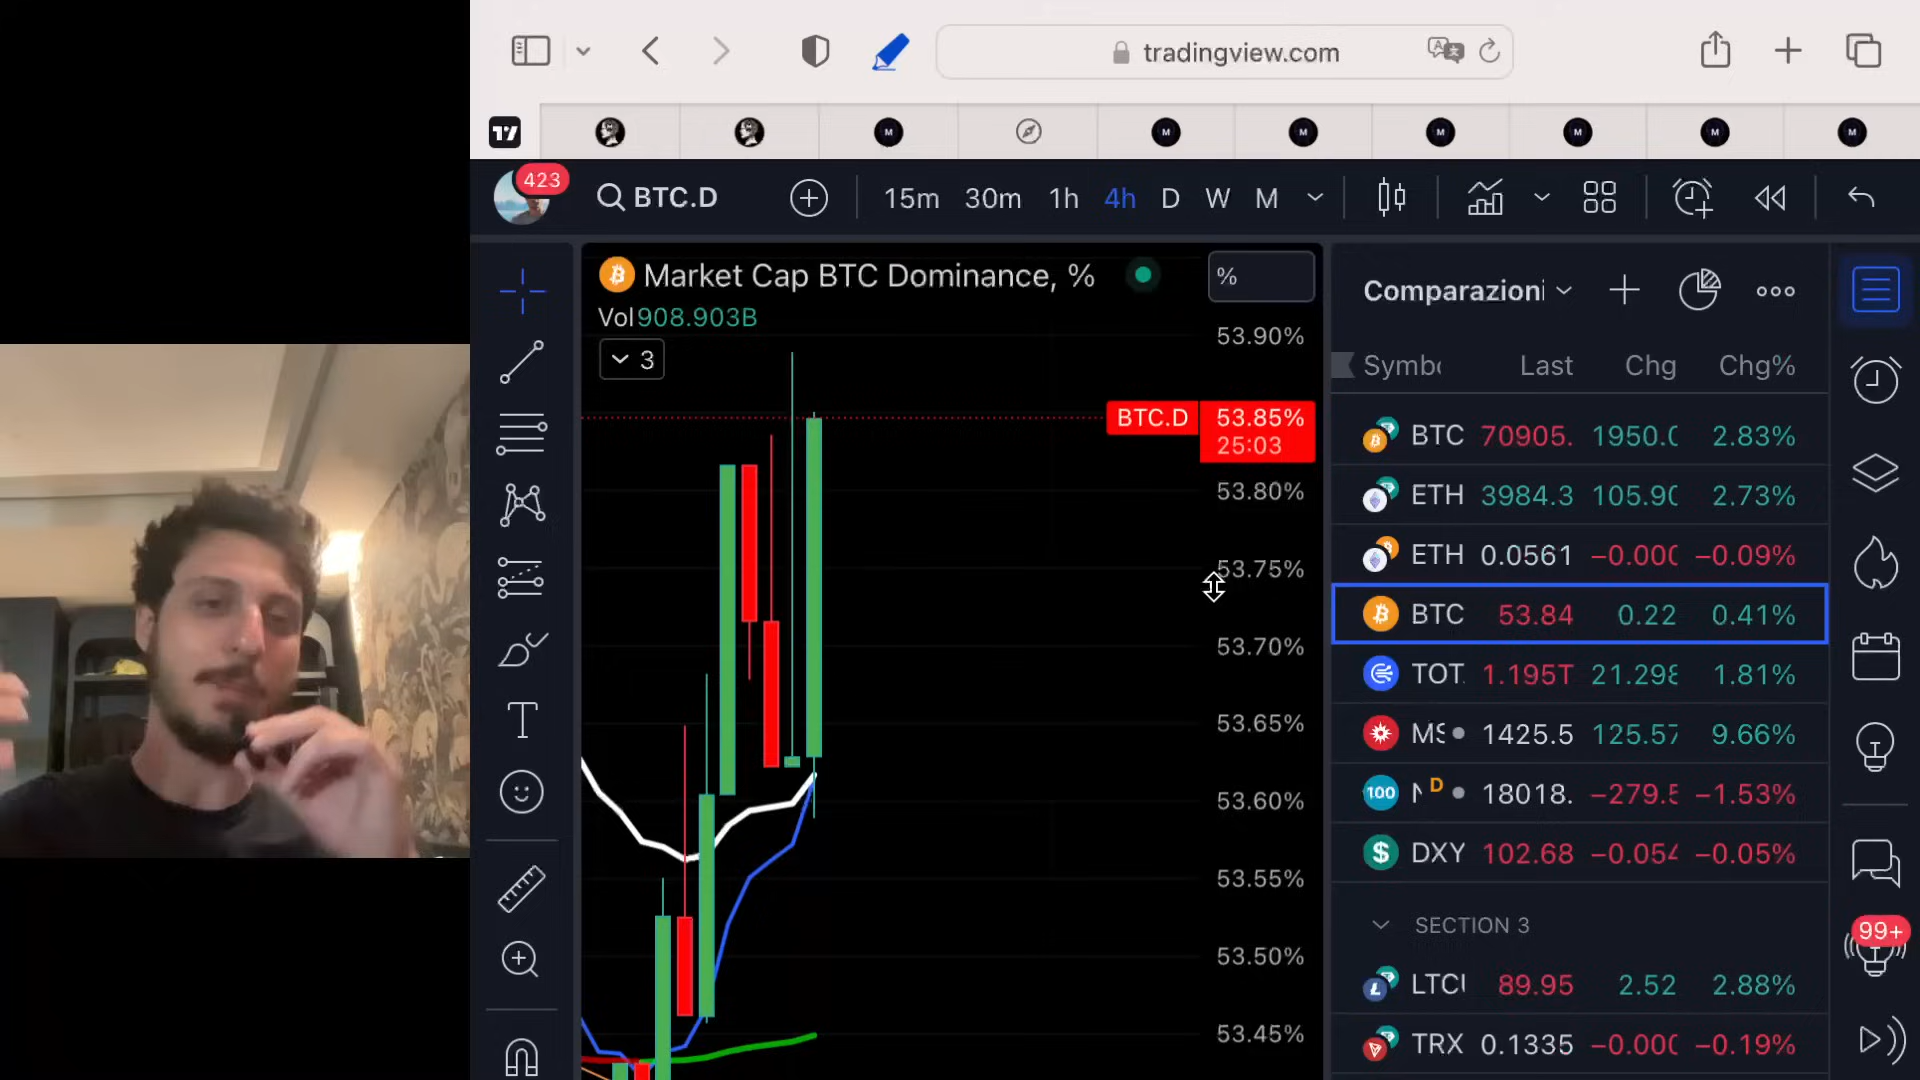 tradingview.com
423
BTC.D
15m 30m 1h 4h D W M
Market Cap BTC Dominance, %
%
Vol908.903B
3
53.90%
BTC.D 53.85%
25:03
53.80%
53.75%
53.70%
53.65%
53.60%
53.55%
53.50%
53.45%
Comparazioni
Symbo Last Chg Chg%
BTC 70905. 1950.0 2.83%
ETH 3984.3 105.90 2.73%
ETH 0.0561 −0.000 −0.09%
BTC 53.84 0.22 0.41%
TOT. 1.195T 21.298 1.81%
MS 1425.5 125.57 9.66%
100 N D 18018. −279.5 −1.53%
DXY 102.68 −0.054 −0.05%
SECTION 3
LTCU 89.95 2.52 2.88%
TRX 0.1335 −0.000 −0.19%
99+